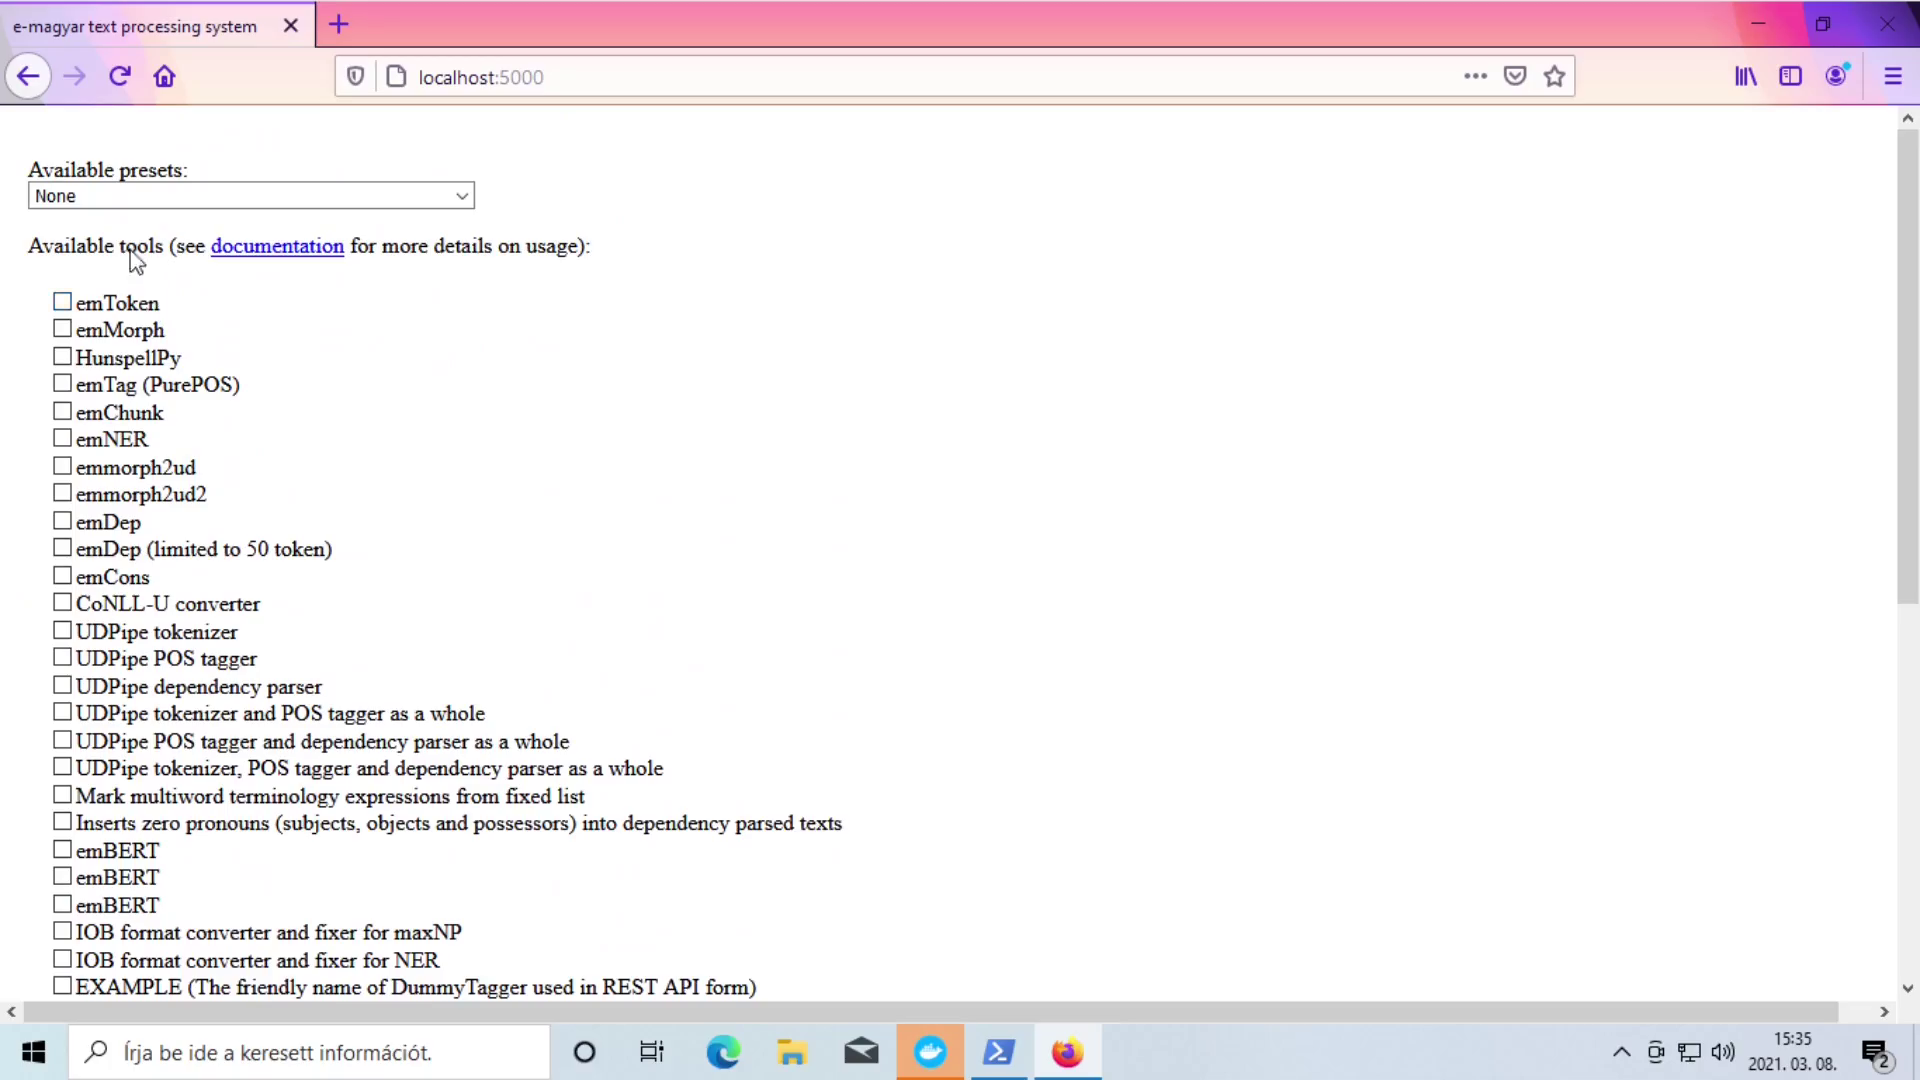 e-magyar text processing system
localhost:5000
Available presets:
None
Available tools (see documentation for more details on usage):
emToken
emMorph
HunspellPy
emTag (PurePOS)
emChunk
emNER
emmorph2ud
emmorph2ud2
emDep
emDep (limited to 50 token)
emCons
CoNLL-U converter
UDPipe tokenizer
UDPipe POS tagger
UDPipe dependency parser
UDPipe tokenizer and POS tagger as a whole
UDPipe POS tagger and dependency parser as a whole
UDPipe tokenizer, POS tagger and dependency parser as a whole
Mark multiword terminology expressions from fixed list
Inserts zero pronouns (subjects, objects and possessors) into dependency parsed texts
emBERT
emBERT
emBERT
IOB format converter and fixer for maxNP
IOB format converter and fixer for NER
EXAMPLE (The friendly name of DummyTagger used in REST API form)
Írja be ide a keresett információt.
15:35
2021. 03. 08.
2